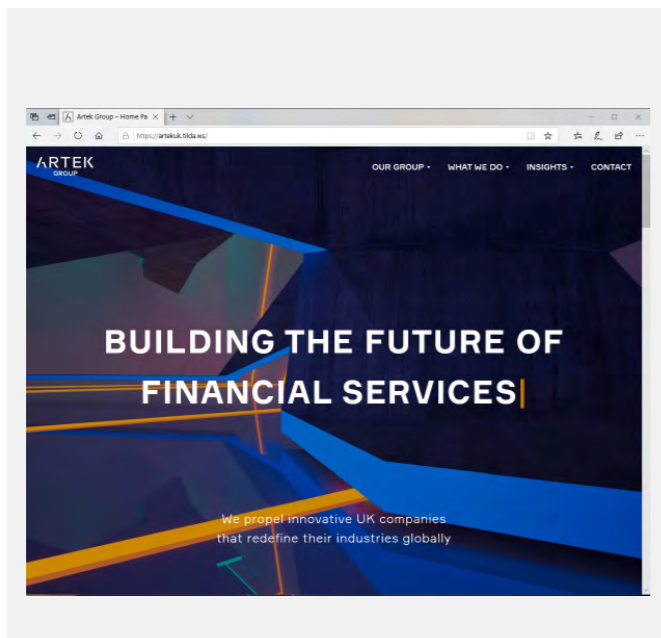 Artek Group – Home Pa
https://artekuk.tilda.ws/
ARTEK
GROUP
OUR GROUP
WHAT WE DO
INSIGHTS
CONTACT
BUILDING THE FUTURE OF
FINANCIAL SERVICES
We propel innovative UK companies
that redefine their industries globally